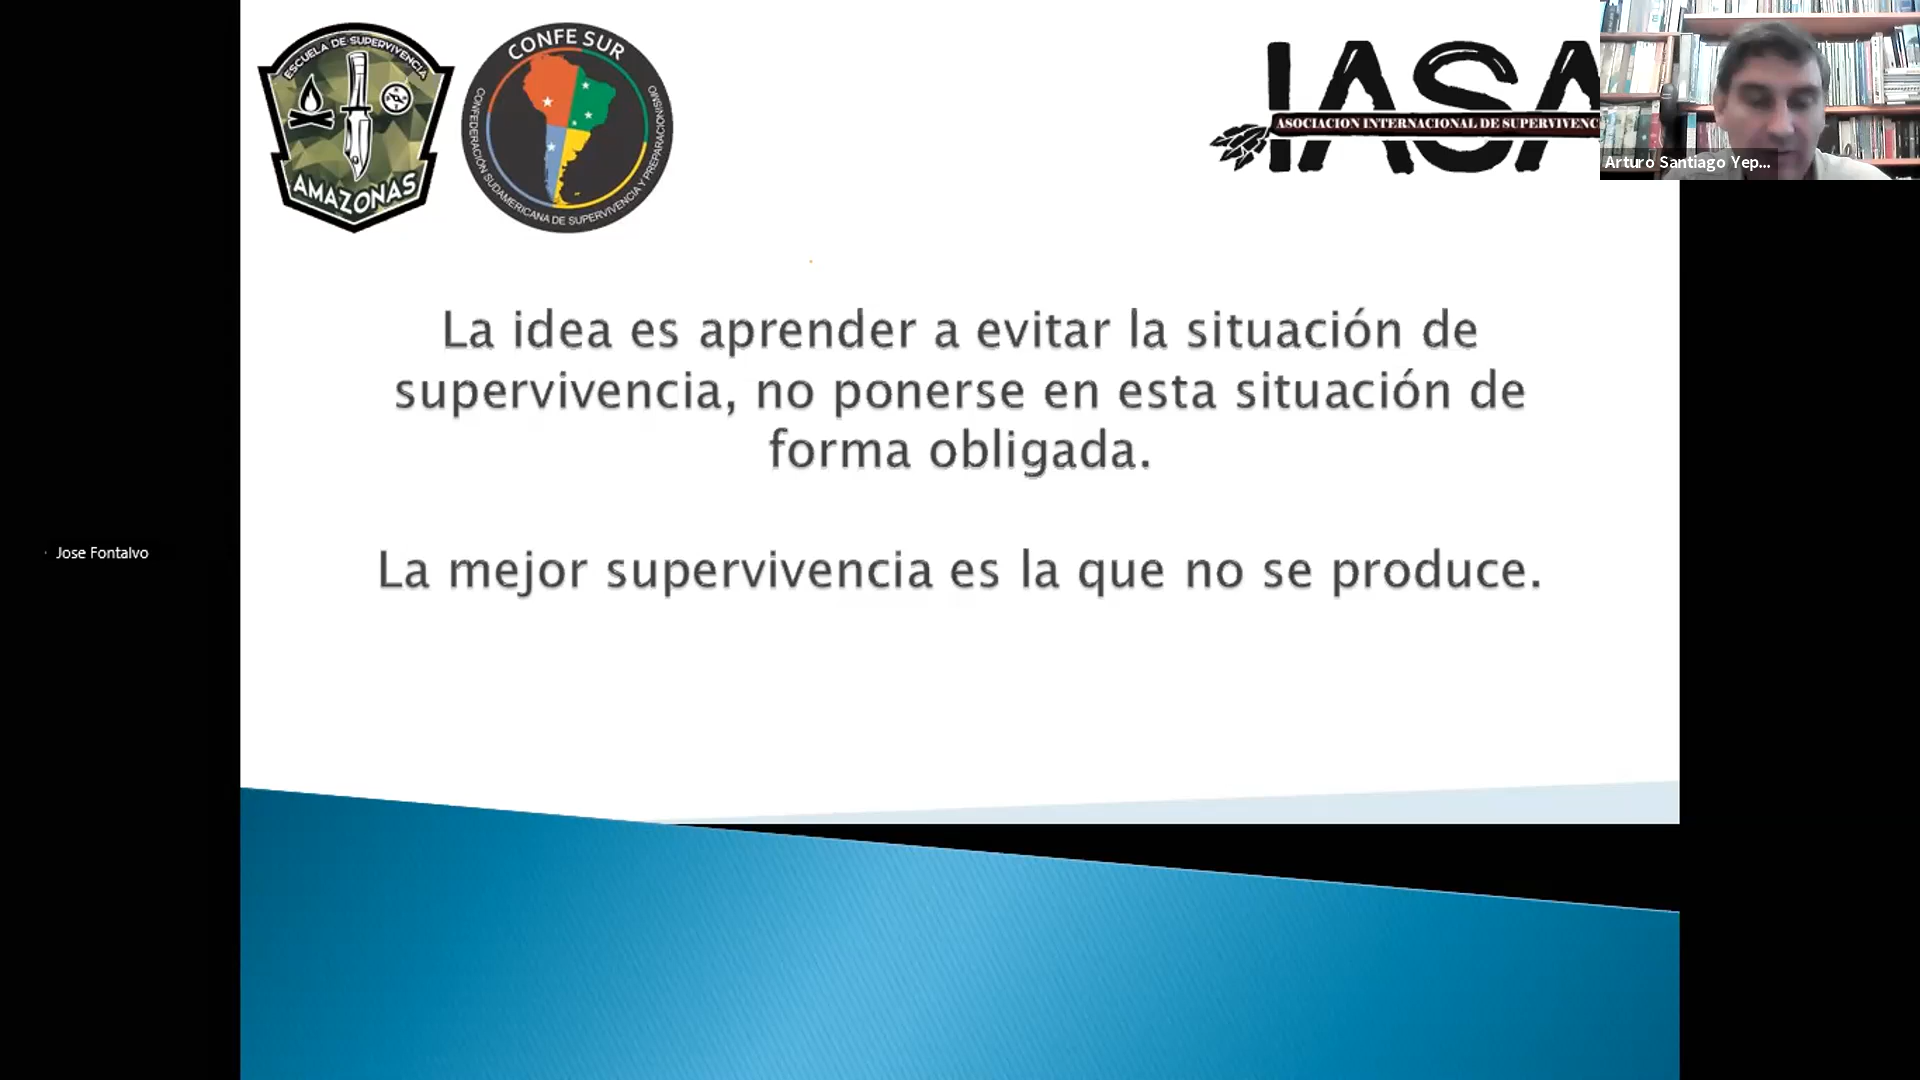 ESCUELA DE SUPERVIVENCIA
AMAZONAS
CONFE SUR
CONFEDERACIÓN SUDAMERICANA DE SUPERVIVENCIA Y PREPARACIONISMO
IASA
ASOCIACION INTERNACIONAL DE SUPERVIVENC
Arturo Santiago Yep...
La idea es aprender a evitar la situación de
supervivencia, no ponerse en esta situación de
forma obligada.
La mejor supervivencia es la que no se produce.
Jose Fontalvo